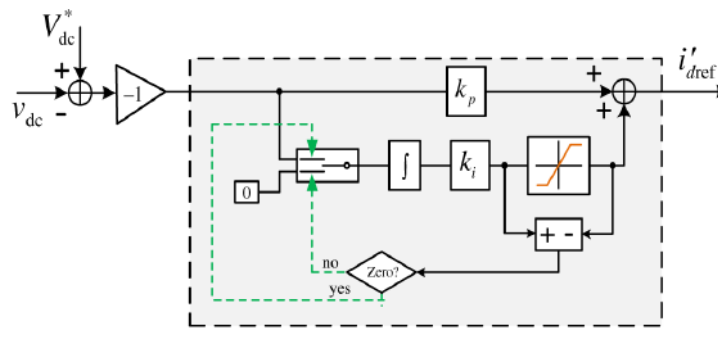 V*dc
+
-
vdc
−1
kp
+
+
i′dref
0
∫
ki
+ -
Zero?
no
yes